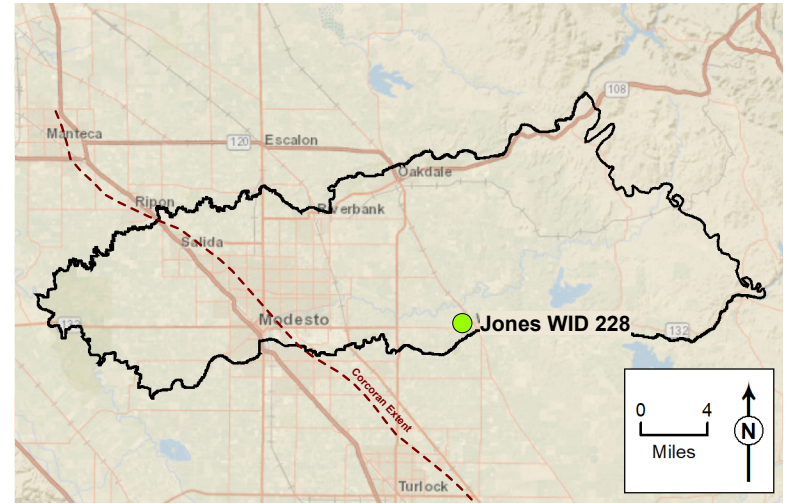 108
Manteca
120
Escalon
Oakdale
Ripon
Riverbank
Salida
132
Modesto
Jones WID 228
132
Corcoran Extent
0 4
Miles
N
Turlock